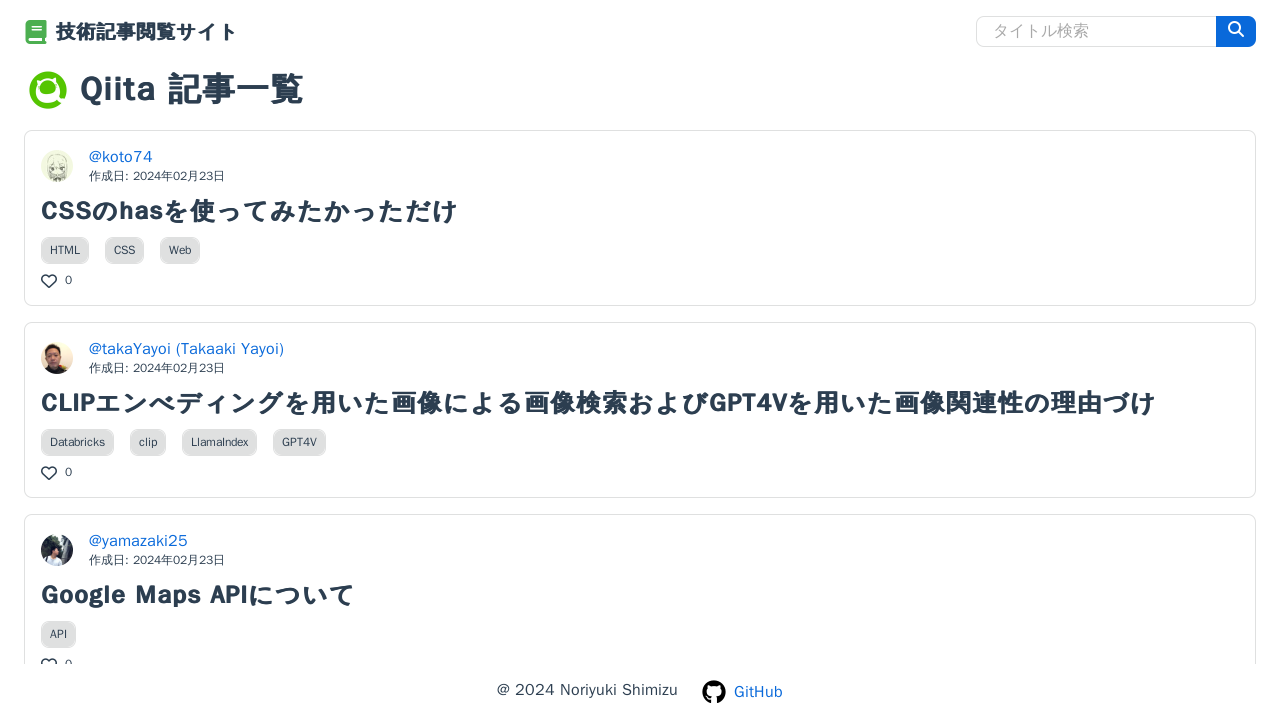 技術記事閲覧サイト
タイトル検索
Qiita 記事一覧
@koto74
作成日: 2024年02月23日
CSSのhasを使ってみたかっただけ
HTML CSS Web
0
@takaYayoi (Takaaki Yayoi)
作成日: 2024年02月23日
CLIPエンべディングを用いた画像による画像検索およびGPT4Vを用いた画像関連性の理由づけ
Databricks clip LlamaIndex GPT4V
0
@yamazaki25
作成日: 2024年02月23日
Google Maps APIについて
API
0
@ 2024 Noriyuki Shimizu GitHub